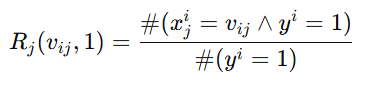 R_j(v_{ij}, 1) = \frac{\#(x_j^i = v_{ij} \wedge y^i = 1)}{\#(y^i = 1)}